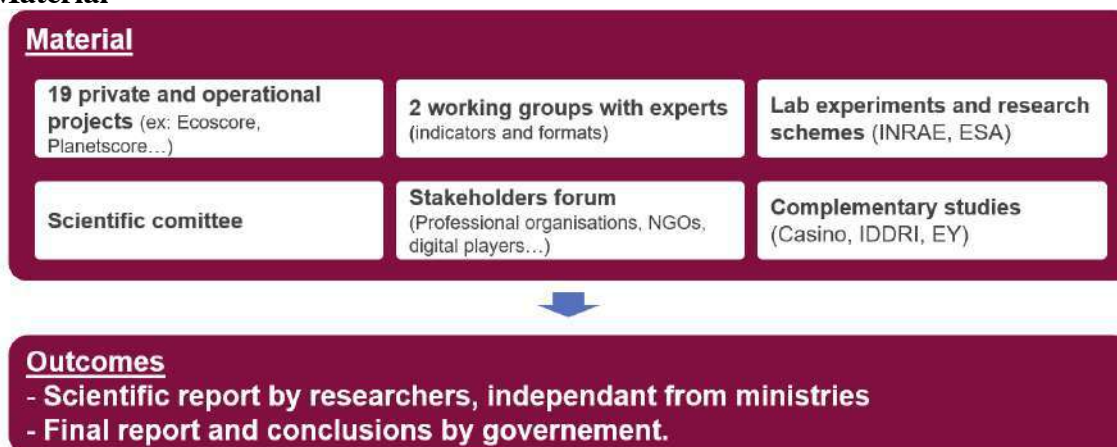 Material
Material
19 private and operational
projects (ex: Ecoscore,
Planetscore…)
2 working groups with experts
(indicators and formats)
Lab experiments and research
schemes (INRAE, ESA)
Scientific comittee
Stakeholders forum
(Professional organisations, NGOs,
digital players…)
Complementary studies
(Casino, IDDRI, EY)
Outcomes
- Scientific report by researchers, independant from ministries
- Final report and conclusions by governement.